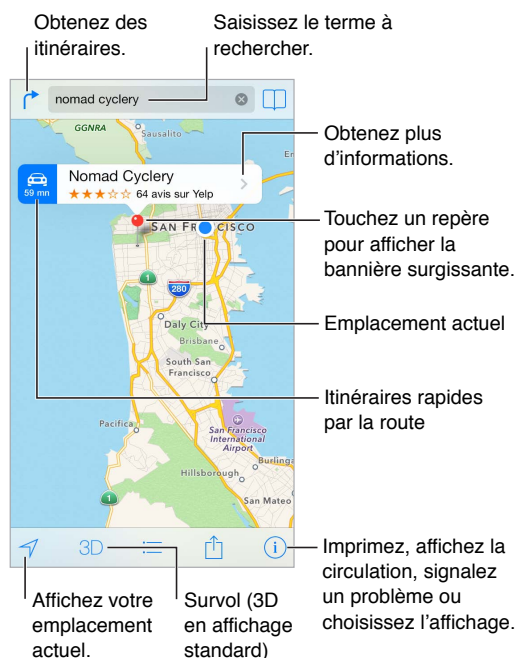 Obtenez des
itinéraires.
Saisissez le terme à
rechercher.
nomad cyclery
GGNRA
Sausalito
Obtenez plus
d’informations.
Nomad Cyclery
59 mn
64 avis sur Yelp
SAN FR CISCO
Touchez un repère
pour afficher la
bannière surgissante.
1
280
Emplacement actuel
Daly City
Brisbane
South San
Francisco
Itinéraires rapides
par la route
Pacifica
San Francisco
International
Airport
Burlinga
Hillsborough
1
San Mateo
3D
Imprimez, affichez la
circulation, signalez
un problème ou
choisissez l’affichage.
Affichez votre
emplacement
actuel.
Survol (3D
en affichage
standard)